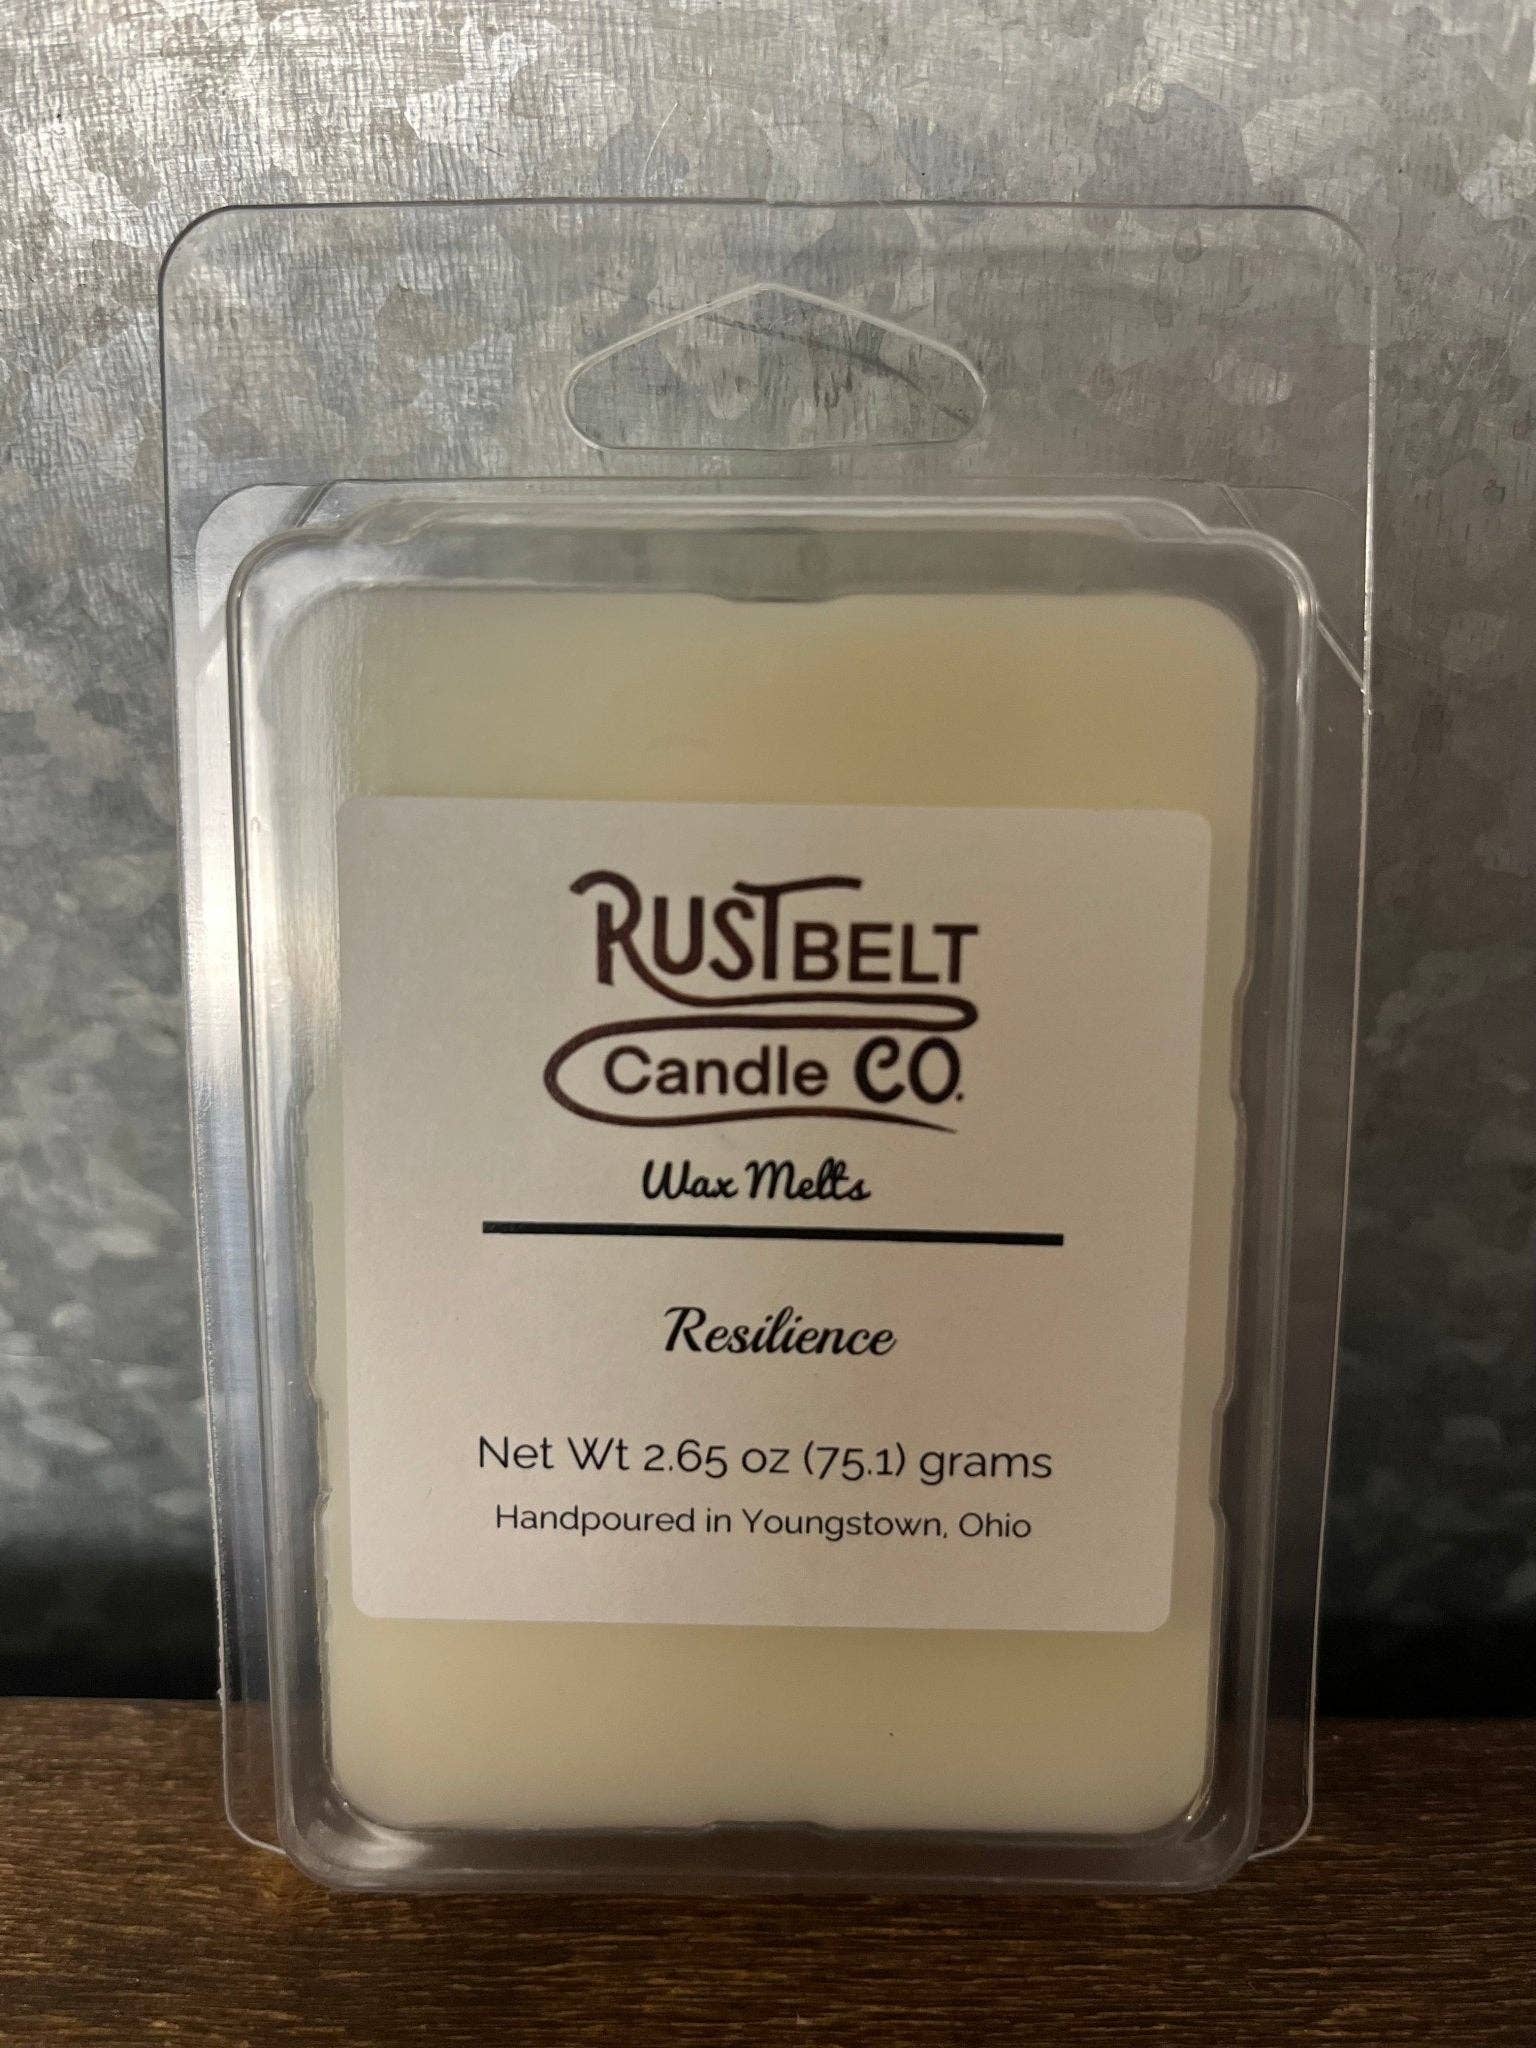 RUSTBELT
Candle CO.
Wax Melts
Resilience
Net Wt 2.65 oz (75.1) grams
Handpoured in Youngstown, Ohio